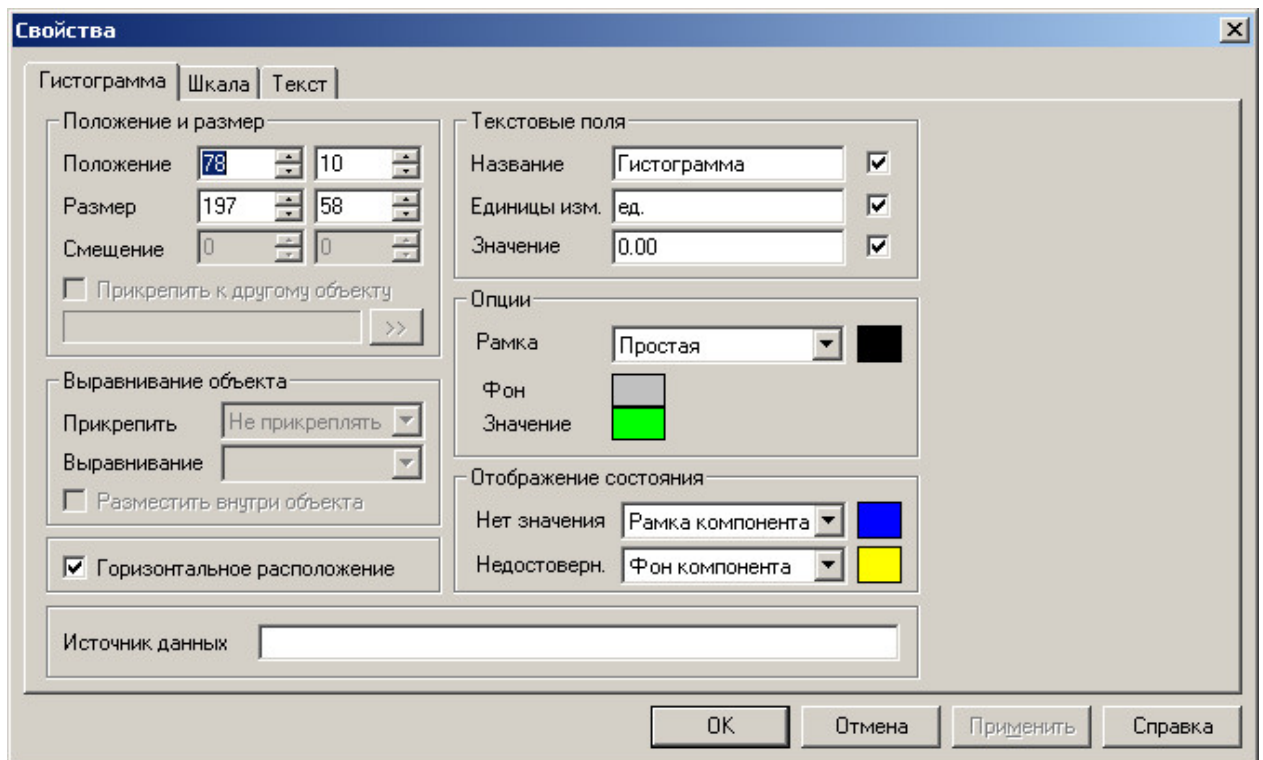 Свойства
Гистограмма Шкала Текст
Положение и размер
Положение 78 10
Размер 197 58
Смещение 0 0
Прикрепить к другому объекту
>>
Выравнивание объекта
Прикрепить Не прикреплять
Выравнивание
Разместить внутри объекта
Горизонтальное расположение
Текстовые поля
Название Гистограмма
Единицы изм. ед.
Значение 0.00
Опции
Рамка Простая
Фон
Значение
Отображение состояния
Нет значения Рамка компонента
Недостоверн. Фон компонента
Источник данных
OK Отмена Применить Справка